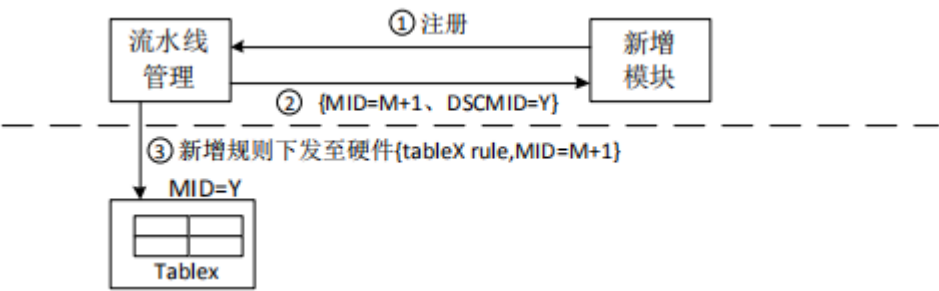 ①注册
流水线
管理
新增
模块
② {MID=M+1、DSCMID=Y}
③新增规则下发至硬件{tableX rule,MID=M+1}
MID=Y
Tablex